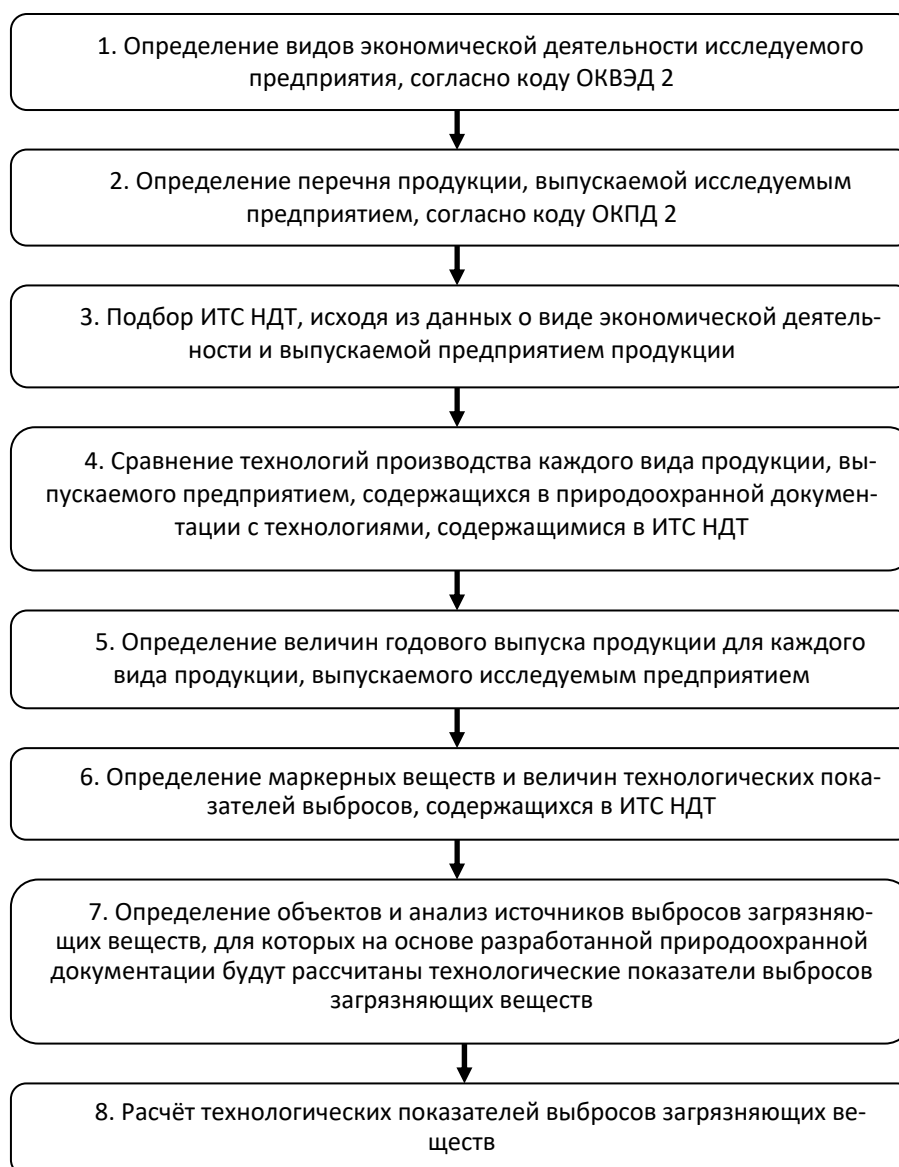 1. Определение видов экономической деятельности исследуемого
предприятия, согласно коду ОКВЭД 2
2. Определение перечня продукции, выпускаемой исследуемым
предприятием, согласно коду ОКПД 2
3. Подбор ИТС НДТ, исходя из данных о виде экономической деятель-
ности и выпускаемой предприятием продукции
4. Сравнение технологий производства каждого вида продукции, вы-
пускаемого предприятием, содержащихся в природоохранной докумен-
тации с технологиями, содержащимися в ИТС НДТ
5. Определение величин годового выпуска продукции для каждого
вида продукции, выпускаемого исследуемым предприятием
6. Определение маркерных веществ и величин технологических пока-
зателей выбросов, содержащихся в ИТС НДТ
7. Определение объектов и анализ источников выбросов загрязняю-
щих веществ, для которых на основе разработанной природоохранной
документации будут рассчитаны технологические показатели выбросов
загрязняющих веществ
8. Расчёт технологических показателей выбросов загрязняющих ве-
ществ